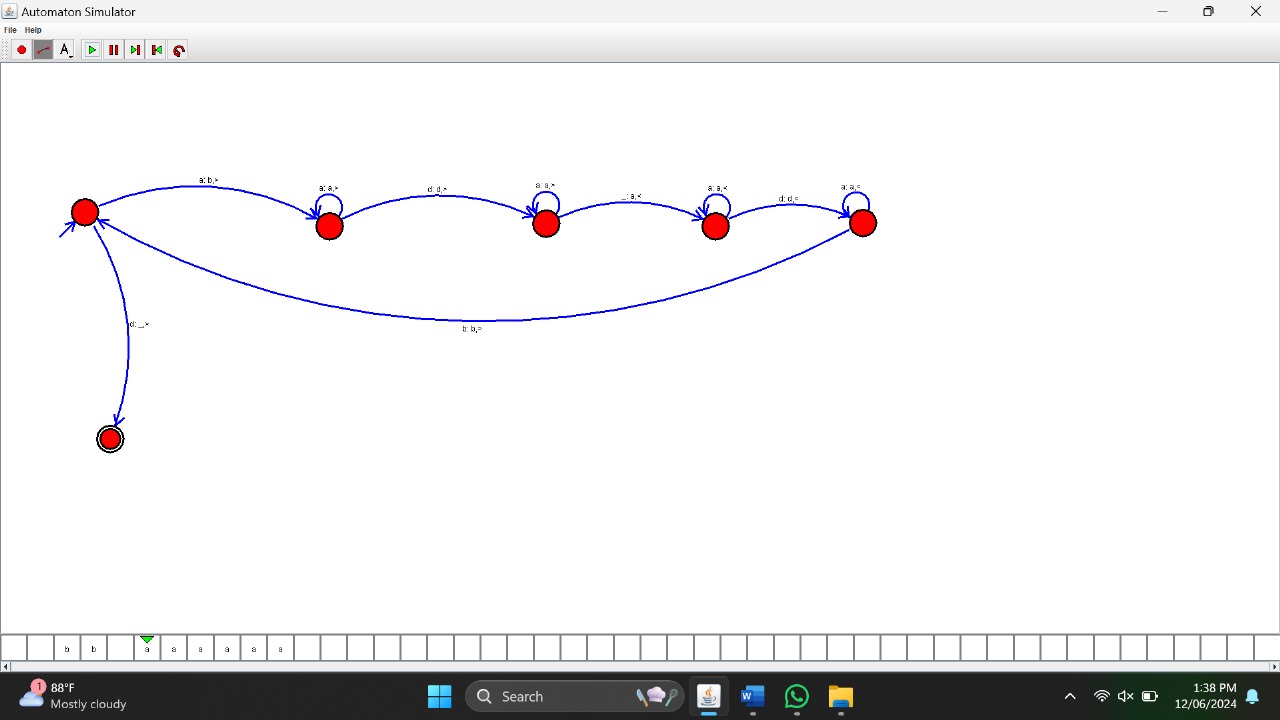 Automaton Simulator
File Help
A
a: b,>
a: a,>
d: d,>
a: a,>
_: a,<
a: a,<
d: d,<
a: a,<
b: b,>
d: _,>
b b a a a a a a
1
88°F
Mostly cloudy
Search
W
1:38 PM
12/06/2024